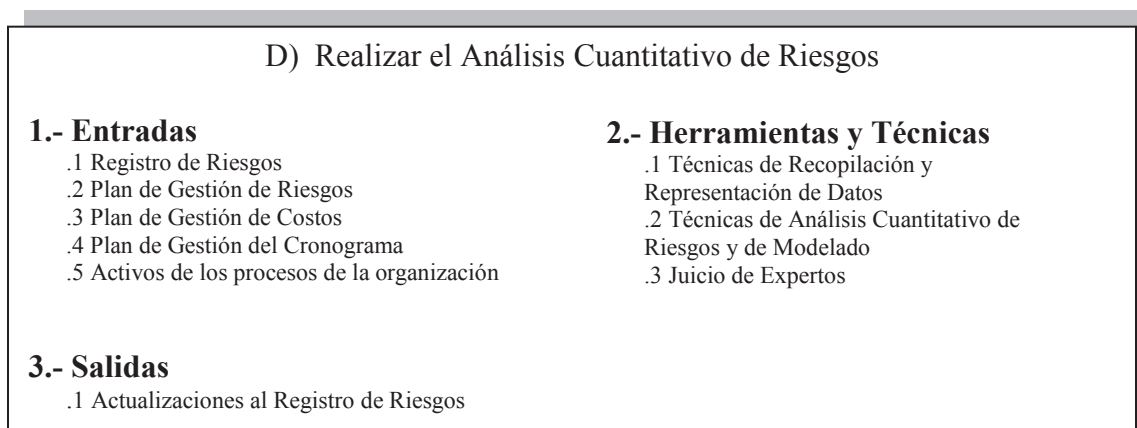 D) Realizar el Análisis Cuantitativo de Riesgos
1.- Entradas
.1 Registro de Riesgos
.2 Plan de Gestión de Riesgos
.3 Plan de Gestión de Costos
.4 Plan de Gestión del Cronograma
.5 Activos de los procesos de la organización
2.- Herramientas y Técnicas
.1 Técnicas de Recopilación y
Representación de Datos
.2 Técnicas de Análisis Cuantitativo de
Riesgos y de Modelado
.3 Juicio de Expertos
3.- Salidas
.1 Actualizaciones al Registro de Riesgos